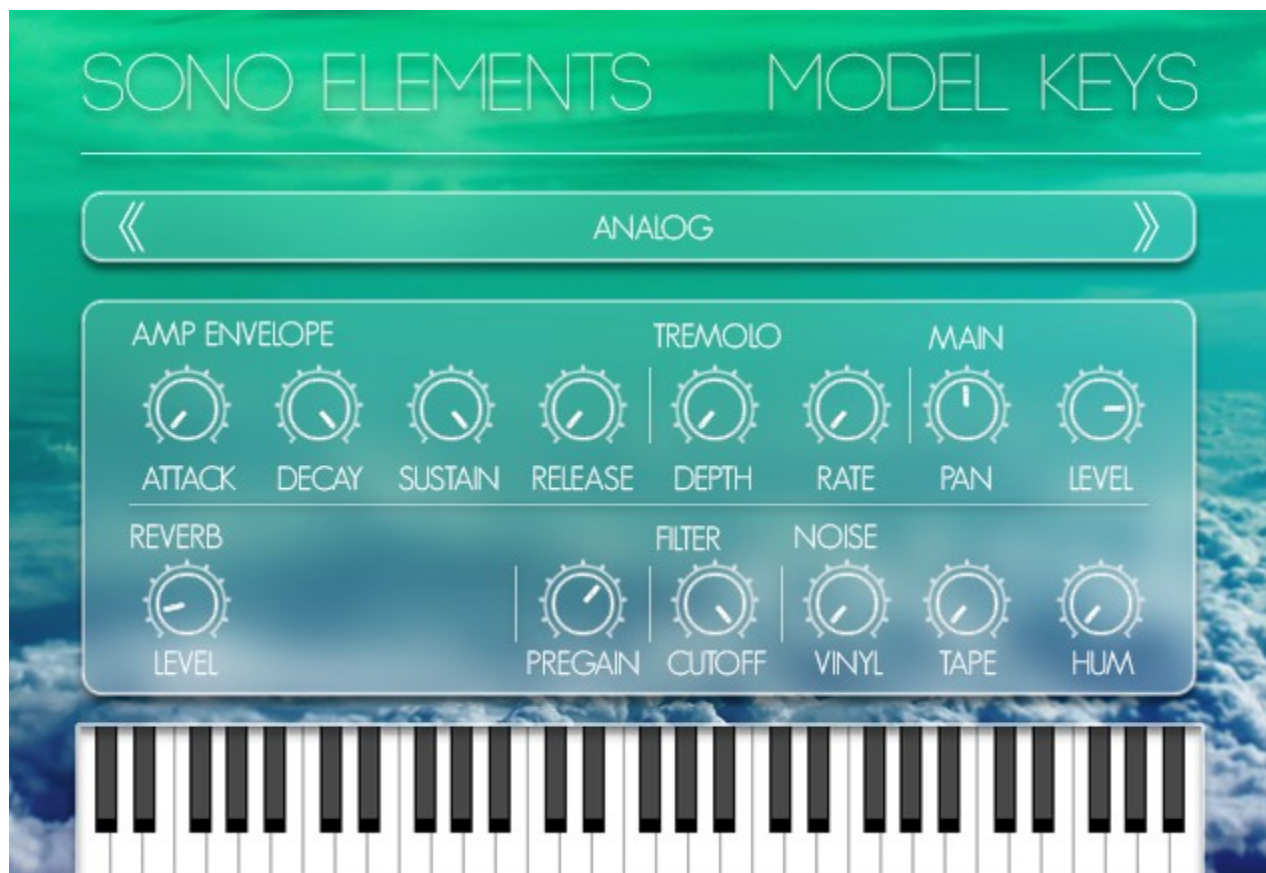 SONO ELEMENTS MODEL KEYS
ANALOG
AMP ENVELOPE TREMOLO MAIN
ATTACK DECAY SUSTAIN RELEASE DEPTH RATE PAN LEVEL
REVERB FILTER NOISE
LEVEL PREGAIN CUTOFF VINYL TAPE HUM